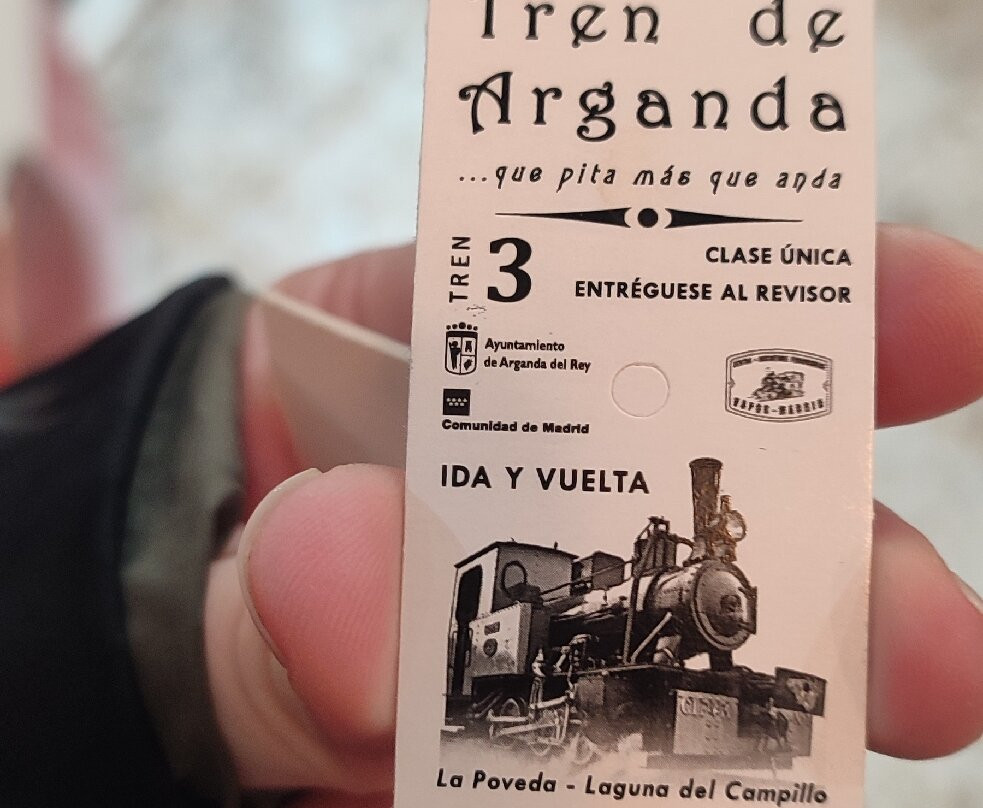 Tren de
Arganda
...que pita más que anda
TREN 3
CLASE ÚNICA
ENTRÉGUESE AL REVISOR
Ayuntamiento
de Arganda del Rey
Comunidad de Madrid
VAPOR-MADRID
IDA Y VUELTA
La Poveda - Laguna del Campillo